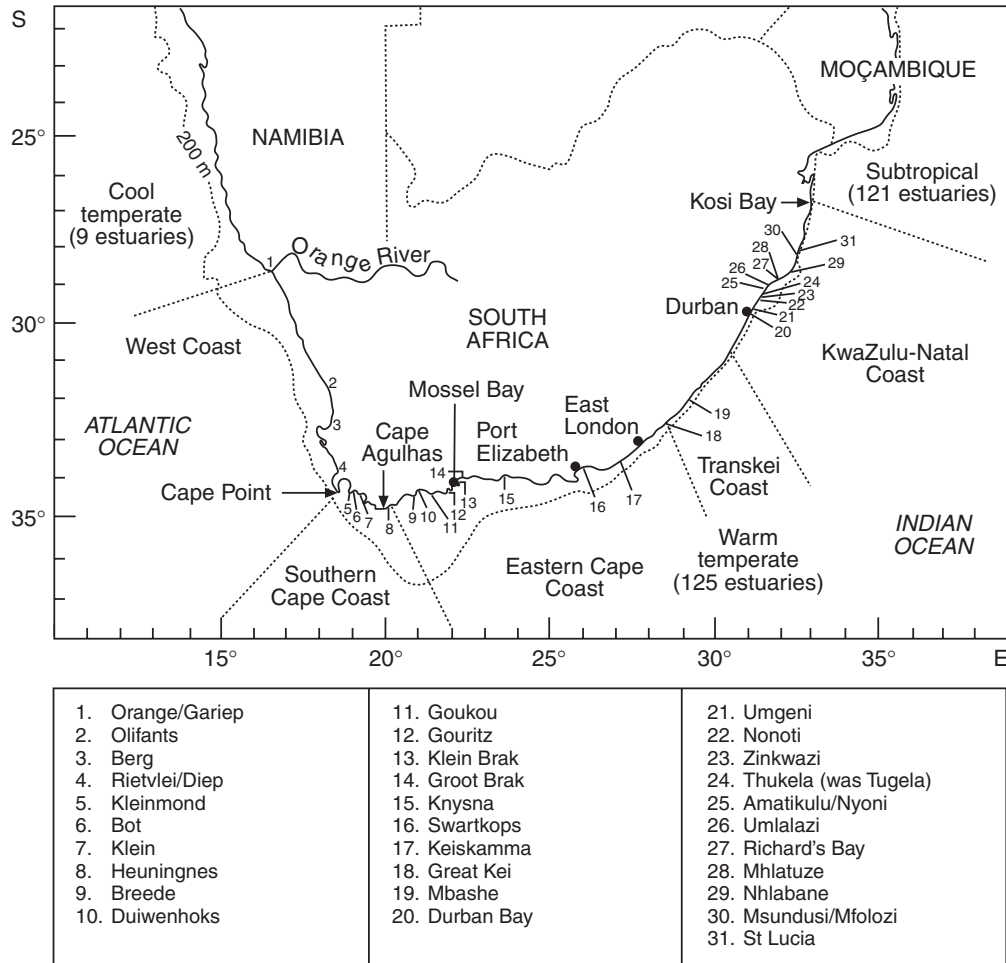 S
MOÇAMBIQUE
25°
NAMIBIA
200 m
Subtropical
(121 estuaries)
Cool
temperate
(9 estuaries)
Kosi Bay
30
31
28
1
Orange River
27
29
26
24
25
23
22
Durban
21
20
30°
SOUTH
AFRICA
West Coast
KwaZulu-Natal
Coast
2
Mossel Bay
19
ATLANTIC
OCEAN
3
Cape
Agulhas
Port
Elizabeth
East
London
18
Transkei
Coast
4
14
Cape Point
13
15
16
17
5
6
7
8
9
10
11
12
35°
Warm
temperate
(125 estuaries)
INDIAN
OCEAN
Southern
Cape Coast
Eastern Cape
Coast
15°
20°
25°
30°
35°
E
1. Orange/Gariep
2. Olifants
3. Berg
4. Rietvlei/Diep
5. Kleinmond
6. Bot
7. Klein
8. Heuningnes
9. Breede
10. Duiwenhoks
11. Goukou
12. Gouritz
13. Klein Brak
14. Groot Brak
15. Knysna
16. Swartkops
17. Keiskamma
18. Great Kei
19. Mbashe
20. Durban Bay
21. Umgeni
22. Nonoti
23. Zinkwazi
24. Thukela (was Tugela)
25. Amatikulu/Nyoni
26. Umlalazi
27. Richard's Bay
28. Mhlatuze
29. Nhlabane
30. Msundusi/Mfolozi
31. St Lucia